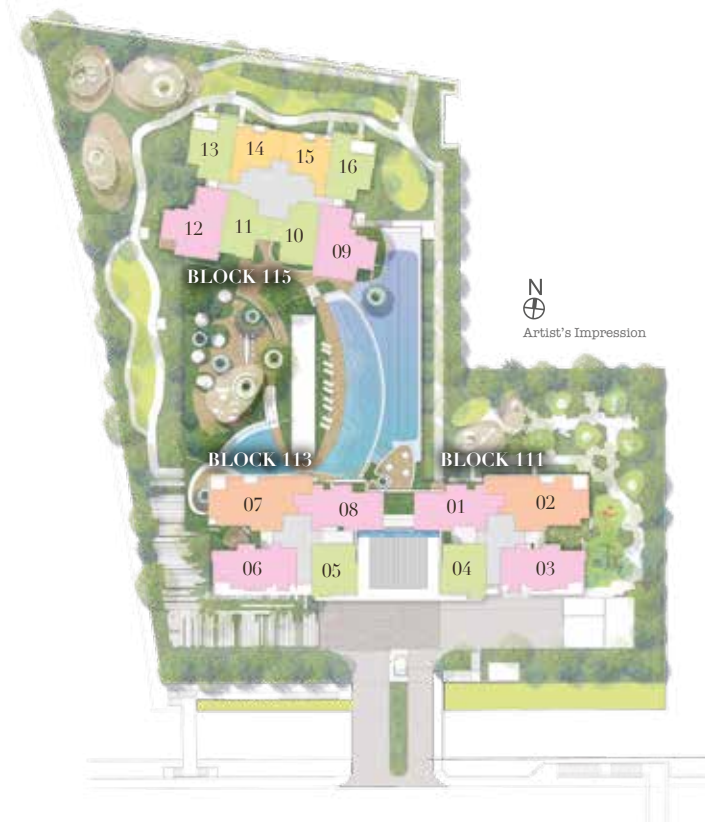 13 14 15 16
12 11 10 09
BLOCK 115
N
Artist's Impression
BLOCK 113 BLOCK 111
07 08 01 02
06 05 04 03